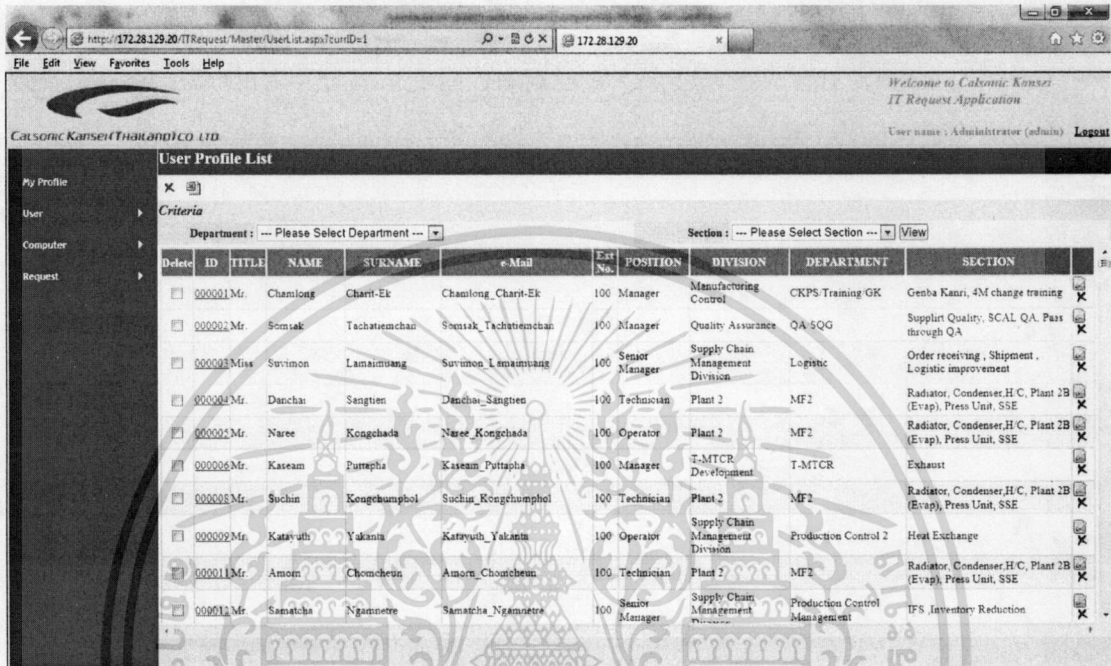 http://172.28.129.20/ITRequest/Master/UserList.aspx?currID=1
172.28.129.20
File Edit View Favorites Tools Help
Welcome to Calsonic Kansei
IT Request Application
User name : Administrator (admin) Logout
CALSONIC KANSEI (THAILAND) CO LTD
My Profile
User
Computer
Request
User Profile List
Criteria
Department : --- Please Select Department --- Section : --- Please Select Section --- View
Delete ID TITLE NAME SURNAME e-Mail Ext No. POSITION DIVISION DEPARTMENT SECTION
000001 Mr. Chamlong Charit-Ek Chamlong_Charit-Ek 100 Manager Manufacturing Control CKPS/Training/GK Genba Kanri, 4M change training
000002 Mr. Somsak Tachatiemchan Somsak_Tachatiemchan 100 Manager Quality Assurance QA SQG Supplirt Quality, SCAL QA, Pass through QA
000003 Miss Suvimon Lamaimuang Suvimon_Lamaimuang 100 Senior Manager Supply Chain Management Division Logistic Order receiving , Shipment , Logistic improvement
000004 Mr. Danchai Sangtien Danchai_Sangtien 100 Technician Plant 2 MF2 Radiator, Condenser,H/C, Plant 2B (Evap), Press Unit, SSE
000005 Mr. Naree Kongchada Naree_Kongchada 100 Operator Plant 2 MF2 Radiator, Condenser,H/C, Plant 2B (Evap), Press Unit, SSE
000006 Mr. Kaseam Puttapha Kaseam_Puttapha 100 Manager T-MTCR Development T-MTCR Exhaust
000008 Mr. Suchin Kongchumphol Suchin_Kongchumphol 100 Technician Plant 2 MF2 Radiator, Condenser,H/C, Plant 2B (Evap), Press Unit, SSE
000009 Mr. Katayuth Yakanta Katayuth_Yakanta 100 Operator Supply Chain Management Division Production Control 2 Heat Exchange
000011 Mr. Amorn Chomcheun Amorn_Chomcheun 100 Technician Plant 2 MF2 Radiator, Condenser,H/C, Plant 2B (Evap), Press Unit, SSE
000012 Mr. Samatcha Ngamnetre Samatcha_Ngamnetre 100 Senior Manager Supply Chain Management Production Control Management IFS ,Inventory Reduction